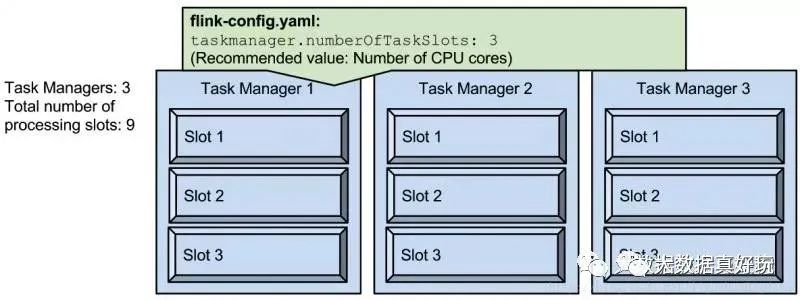 flink-config.yaml:
taskmanager.numberOfTaskSlots: 3
(Recommended value: Number of CPU cores)
Task Managers: 3
Total number of
processing slots: 9
Task Manager 1
Slot 1
Slot 2
Slot 3
Task Manager 2
Slot 1
Slot 2
Slot 3
Task Manager 3
Slot 1
Slot 2
Slot 3
数据真好玩